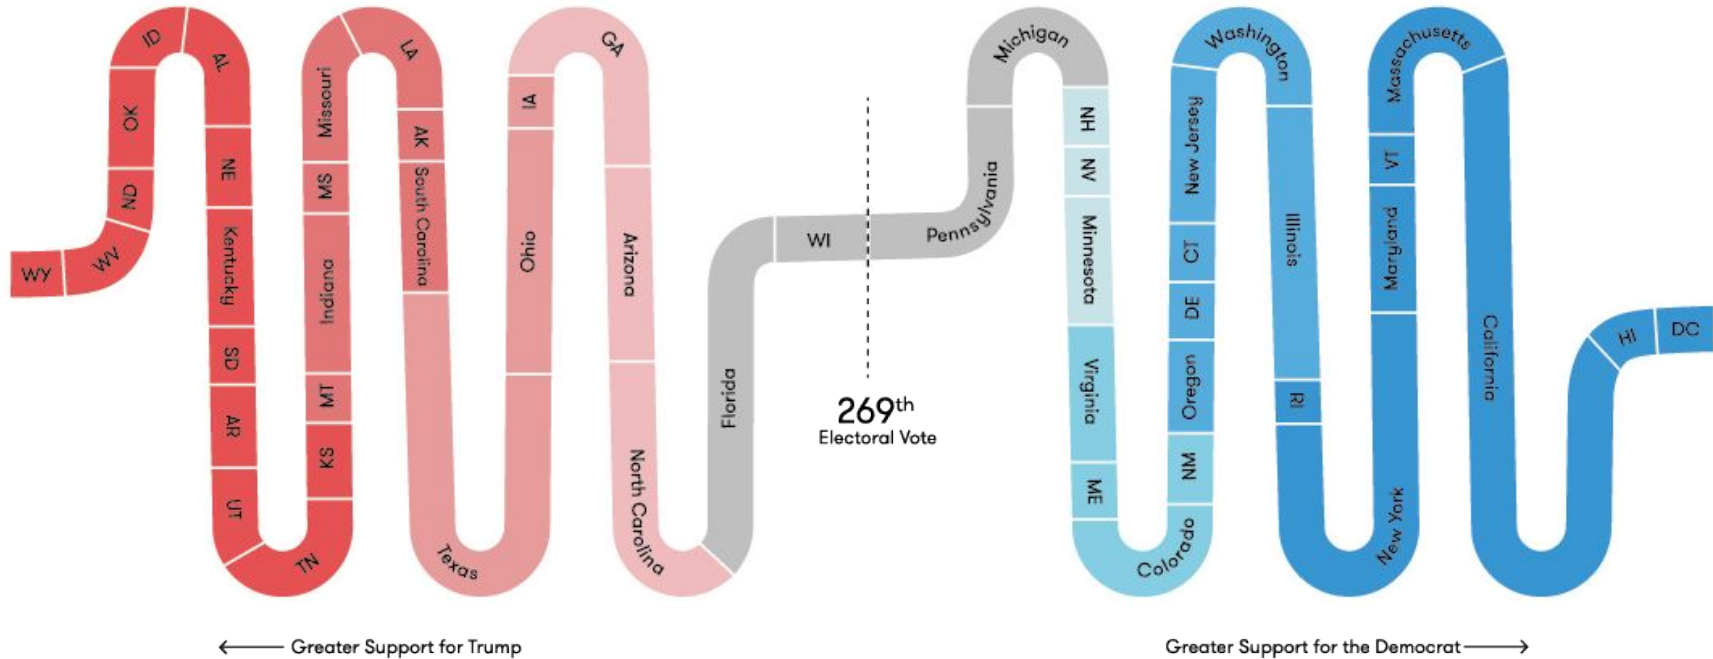 WY
WV
ND
OK
ID
AL
NE
Kentucky
SD
AR
UT
TN
KS
MT
Indiana
MS
Missouri
LA
AK
South Carolina
Texas
Ohio
IA
GA
Arizona
North Carolina
Florida
WI
269th
Electoral Vote
Pennsylvania
Michigan
NH
NV
Minnesota
Virginia
ME
Colorado
NM
Oregon
DE
CT
New Jersey
Washington
Illinois
RI
New York
Maryland
VT
Massachusetts
California
HI
DC
Greater Support for Trump
Greater Support for the Democrat